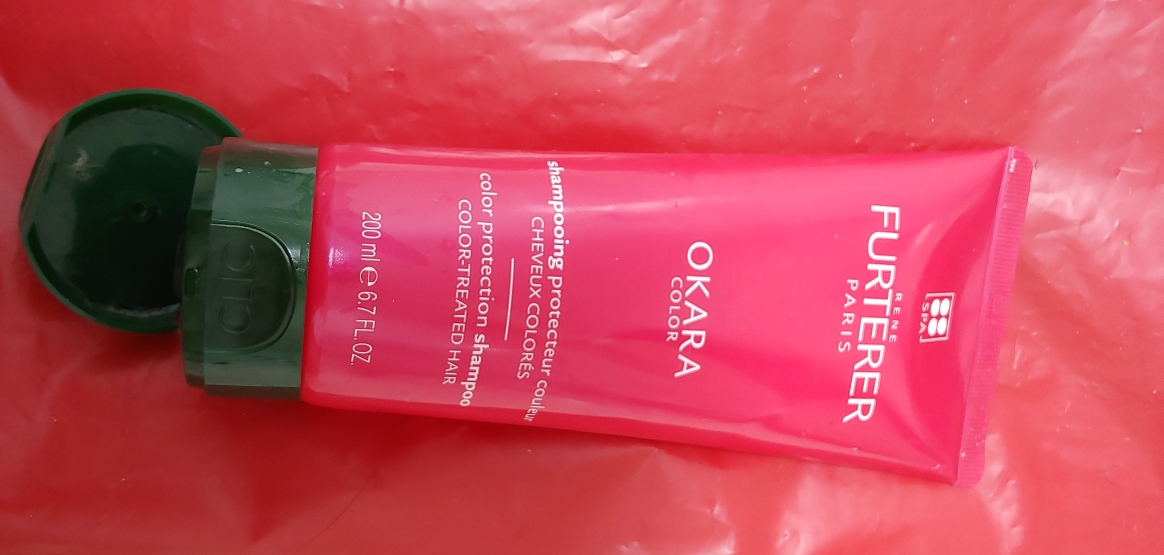 SPA
RENE
FURTERER
PARIS
OKARA
COLOR
shampooing protecteur couleur
CHEVEUX COLORÉS
color protection shampoo
COLOR-TREATED HAIR
200 ml ℮ 6.7 FL.OZ.